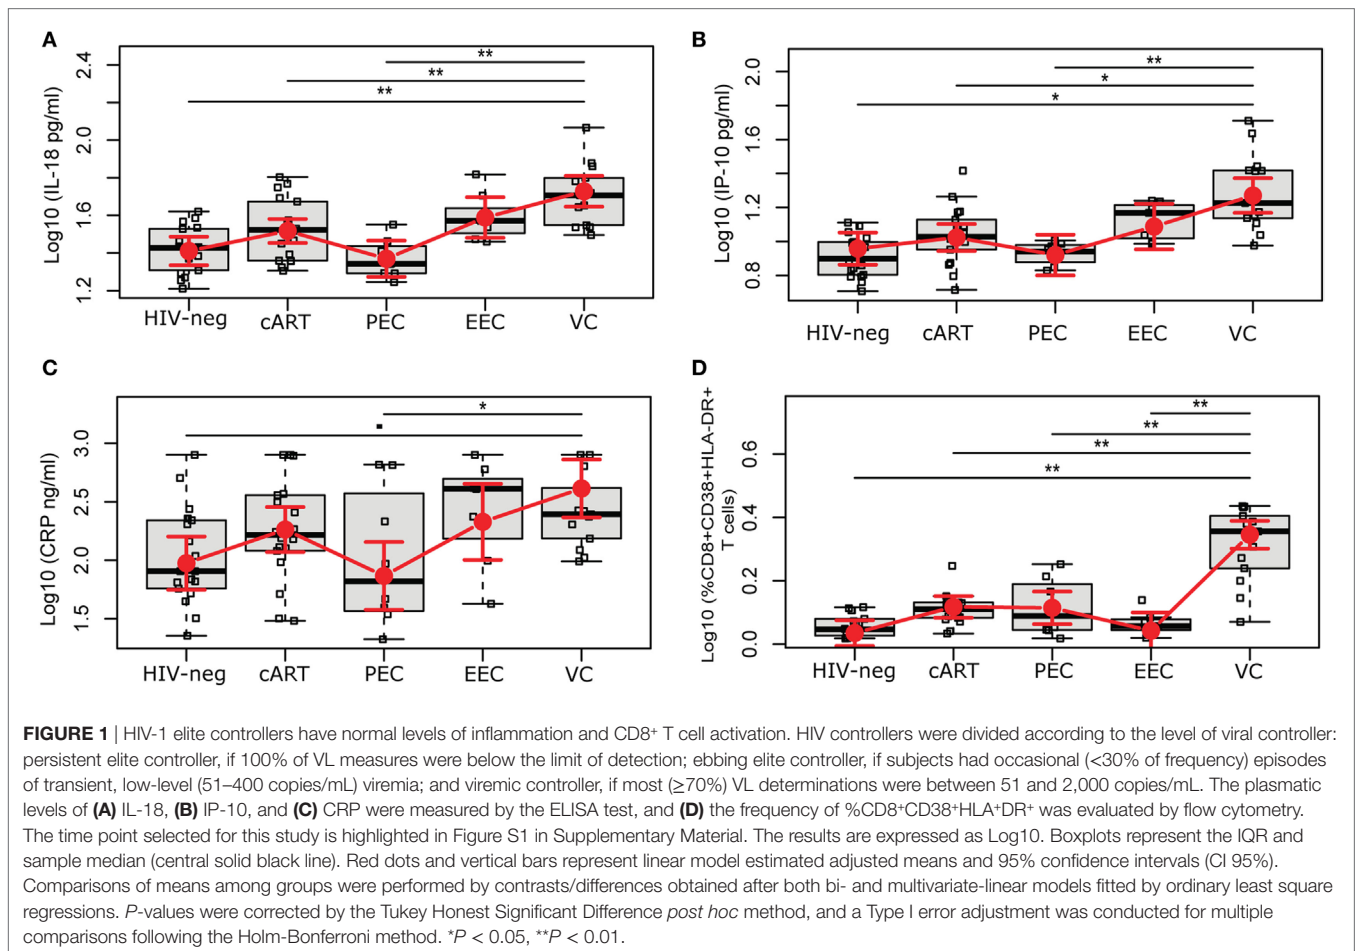 A
Log10 (IL-18 pg/ml)
2.4
2.0
1.6
1.2
**
**
**
HIV-neg cART PEC EEC VC
B
Log10 (IP-10 pg/ml)
2.0
1.6
1.2
0.8
**
*
*
HIV-neg cART PEC EEC VC
C
Log10 (CRP ng/ml)
3.0
2.5
2.0
1.5
*
HIV-neg cART PEC EEC VC
D
Log10 (%CD8+CD38+HLA-DR+
T cells)
0.6
0.4
0.2
0.0
**
**
**
**
HIV-neg cART PEC EEC VC
FIGURE 1 | HIV-1 elite controllers have normal levels of inflammation and CD8⁺ T cell activation. HIV controllers were divided according to the level of viral controller:
persistent elite controller, if 100% of VL measures were below the limit of detection; ebbing elite controller, if subjects had occasional (<30% of frequency) episodes
of transient, low-level (51–400 copies/mL) viremia; and viremic controller, if most (≥70%) VL determinations were between 51 and 2,000 copies/mL. The plasmatic
levels of (A) IL-18, (B) IP-10, and (C) CRP were measured by the ELISA test, and (D) the frequency of %CD8⁺CD38⁺HLA⁺DR⁺ was evaluated by flow cytometry.
The time point selected for this study is highlighted in Figure S1 in Supplementary Material. The results are expressed as Log10. Boxplots represent the IQR and
sample median (central solid black line). Red dots and vertical bars represent linear model estimated adjusted means and 95% confidence intervals (CI 95%).
Comparisons of means among groups were performed by contrasts/differences obtained after both bi- and multivariate-linear models fitted by ordinary least square
regressions. P-values were corrected by the Tukey Honest Significant Difference post hoc method, and a Type I error adjustment was conducted for multiple
comparisons following the Holm-Bonferroni method. *P < 0.05, **P < 0.01.